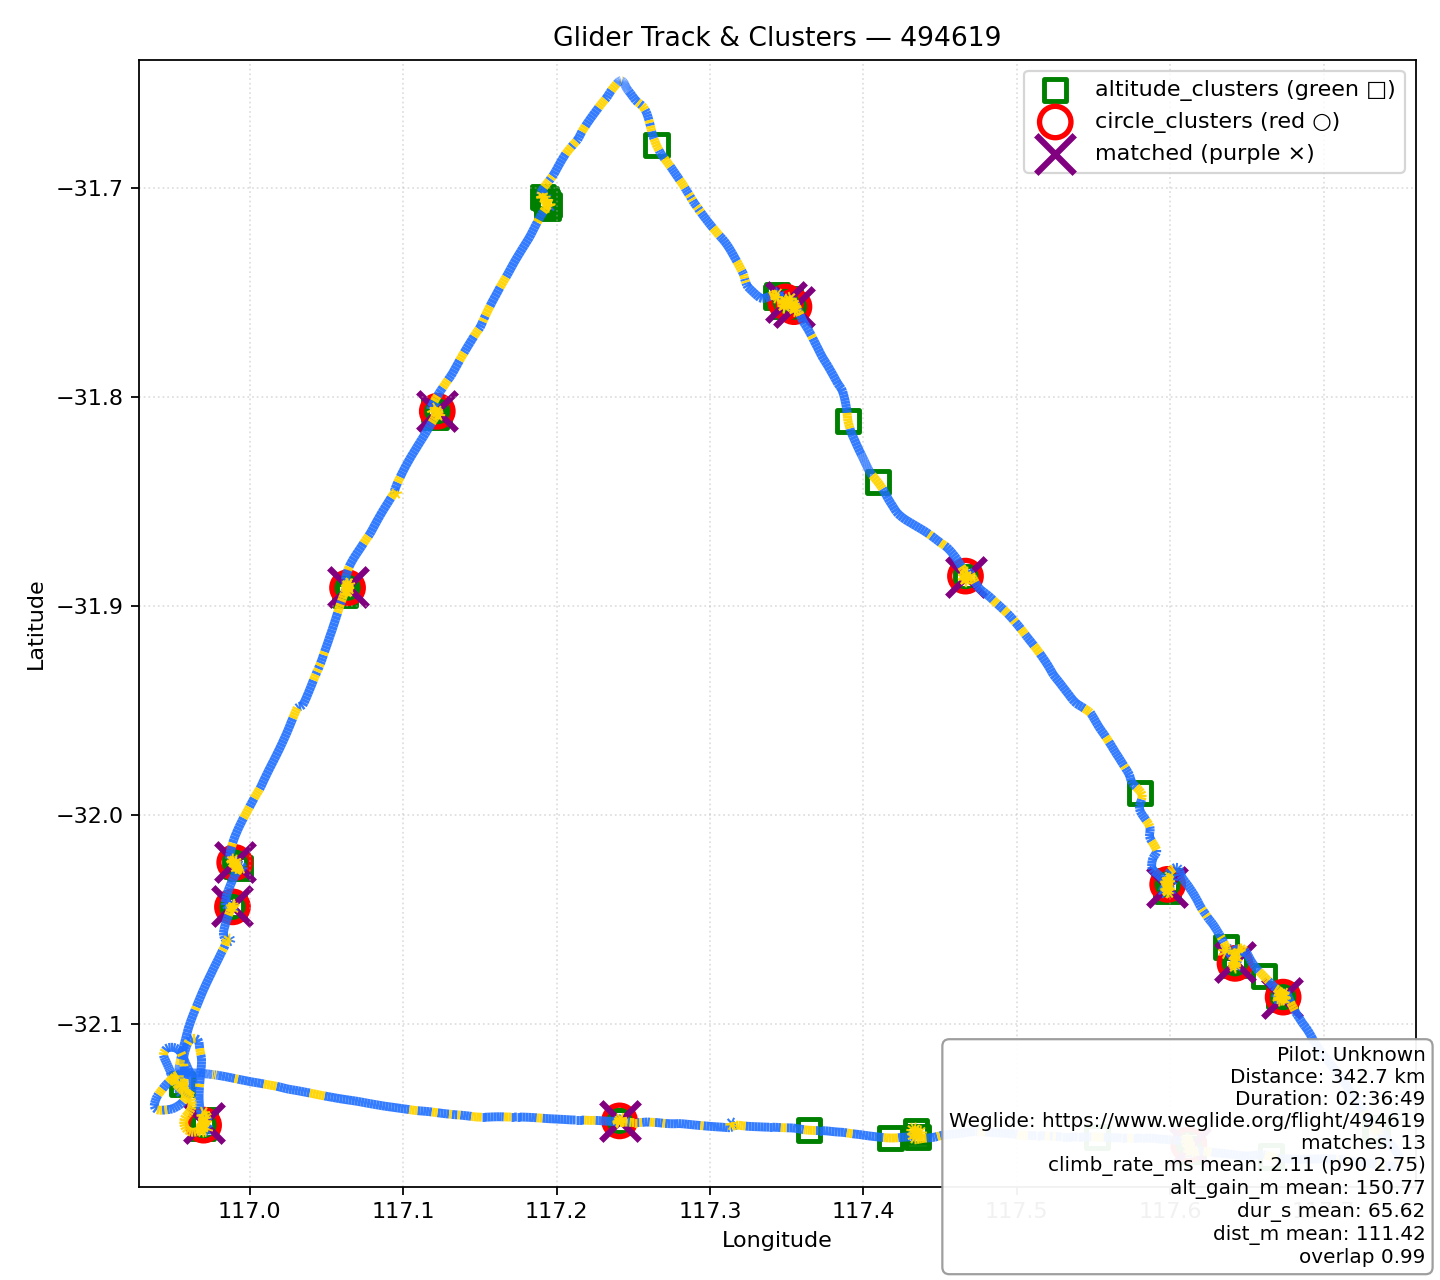 Glider Track & Clusters — 494619
altitude_clusters (green □)
circle_clusters (red ○)
matched (purple ×)
Latitude
−31.7
−31.8
−31.9
−32.0
−32.1
117.0
117.1
117.2
117.3
117.4
117.5
117.6
Longitude
Pilot: Unknown
Distance: 342.7 km
Duration: 02:36:49
Weglide: https://www.weglide.org/flight/494619
matches: 13
climb_rate_ms mean: 2.11 (p90 2.75)
alt_gain_m mean: 150.77
dur_s mean: 65.62
dist_m mean: 111.42
overlap 0.99